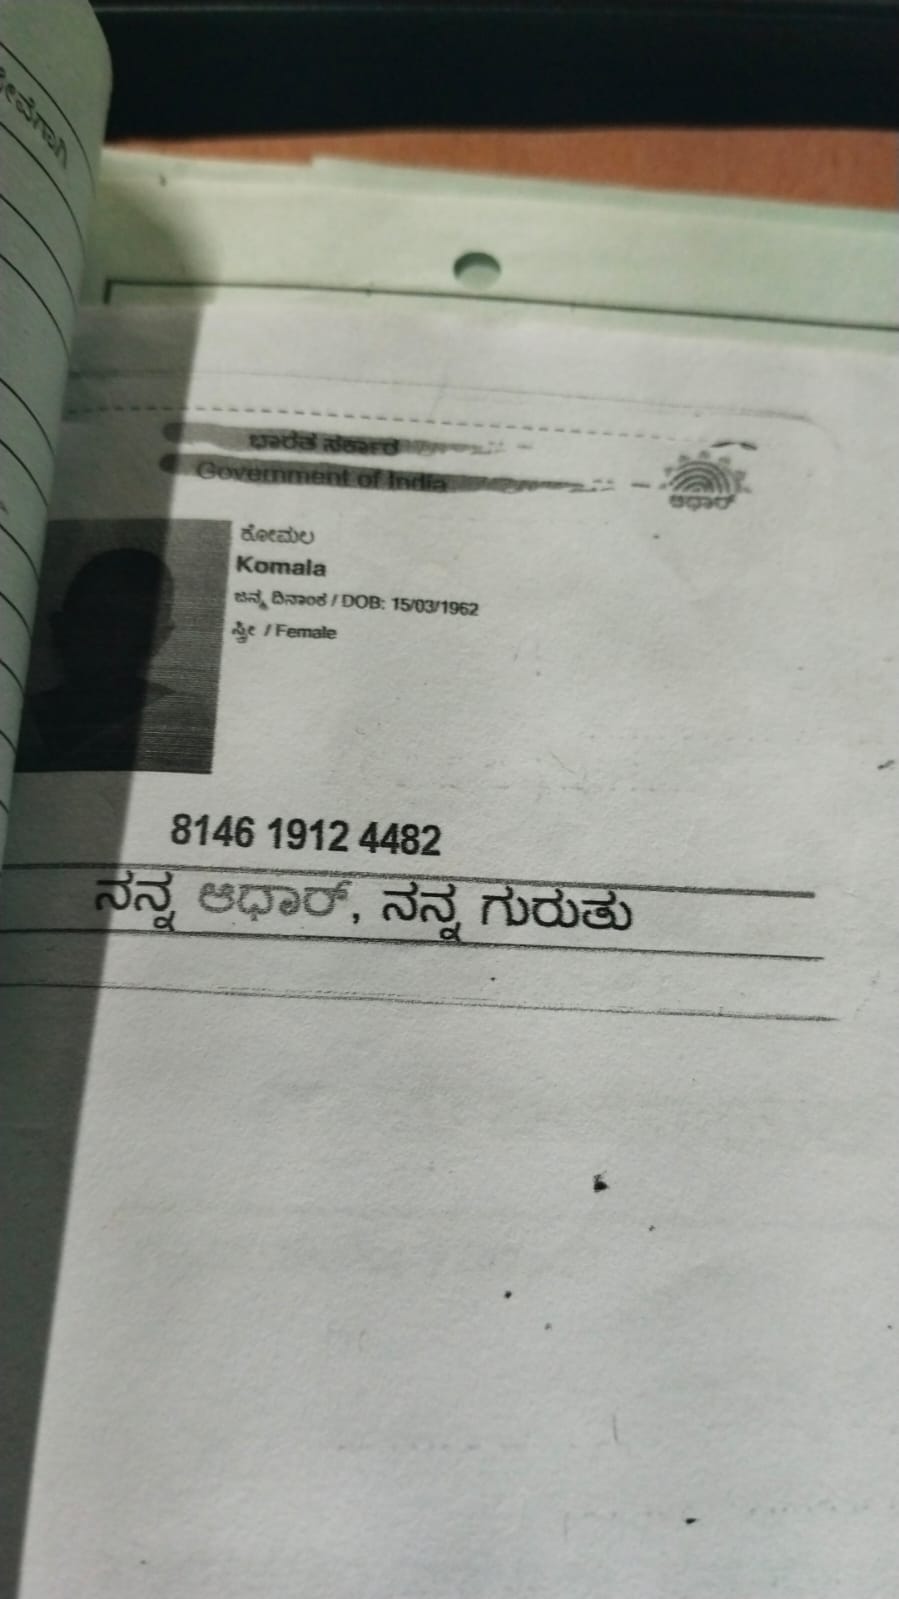 ಸೇವೆಗಾಗಿ
ಭಾರತ ಸರ್ಕಾರ
Government of India
ಆಧಾರ್
ಕೋಮಲ
Komala
ಜನ್ಮ ದಿನಾಂಕ / DOB: 15/03/1962
ಸ್ತ್ರೀ / Female
8146 1912 4482
ನನ್ನ ಆಧಾರ್, ನನ್ನ ಗುರುತು